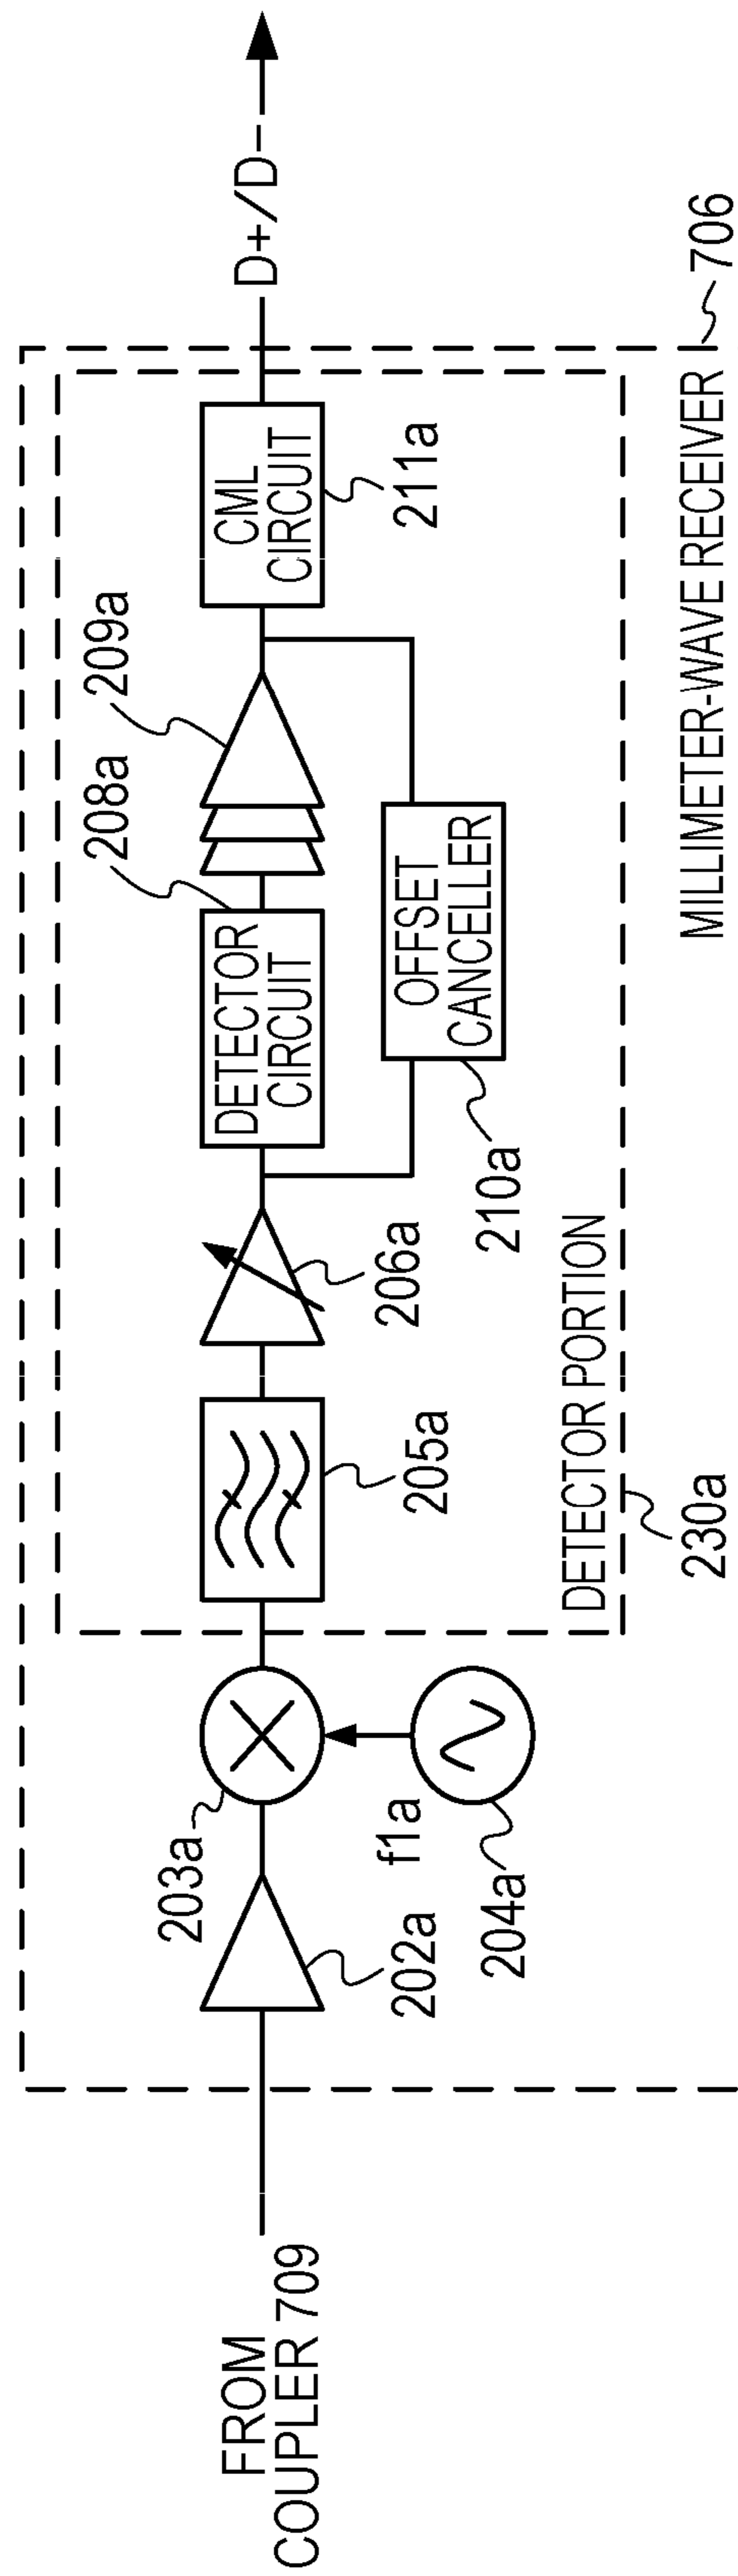 FROM
COUPLER 709
202a
203a
f1a
204a
205a
206a
DETECTOR
CIRCUIT
208a
209a
OFFSET
CANCELLER
210a
CML
CIRCUIT
211a
D+/D−
DETECTOR PORTION
230a
MILLIMETER-WAVE RECEIVER
706